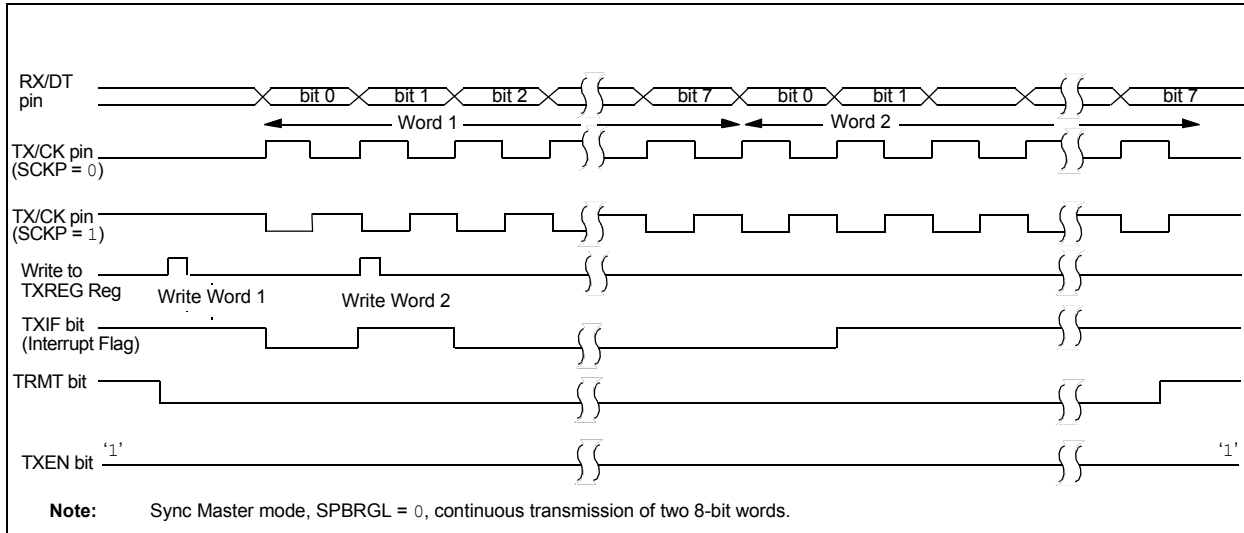 RX/DT
pin
bit 0 bit 1 bit 2 bit 7 bit 0 bit 1 bit 7
Word 1 Word 2
TX/CK pin
(SCKP = 0)
TX/CK pin
(SCKP = 1)
Write to
TXREG Reg
Write Word 1 Write Word 2
TXIF bit
(Interrupt Flag)
TRMT bit
‘1’ ‘1’
TXEN bit
Note: Sync Master mode, SPBRGL = 0, continuous transmission of two 8-bit words.